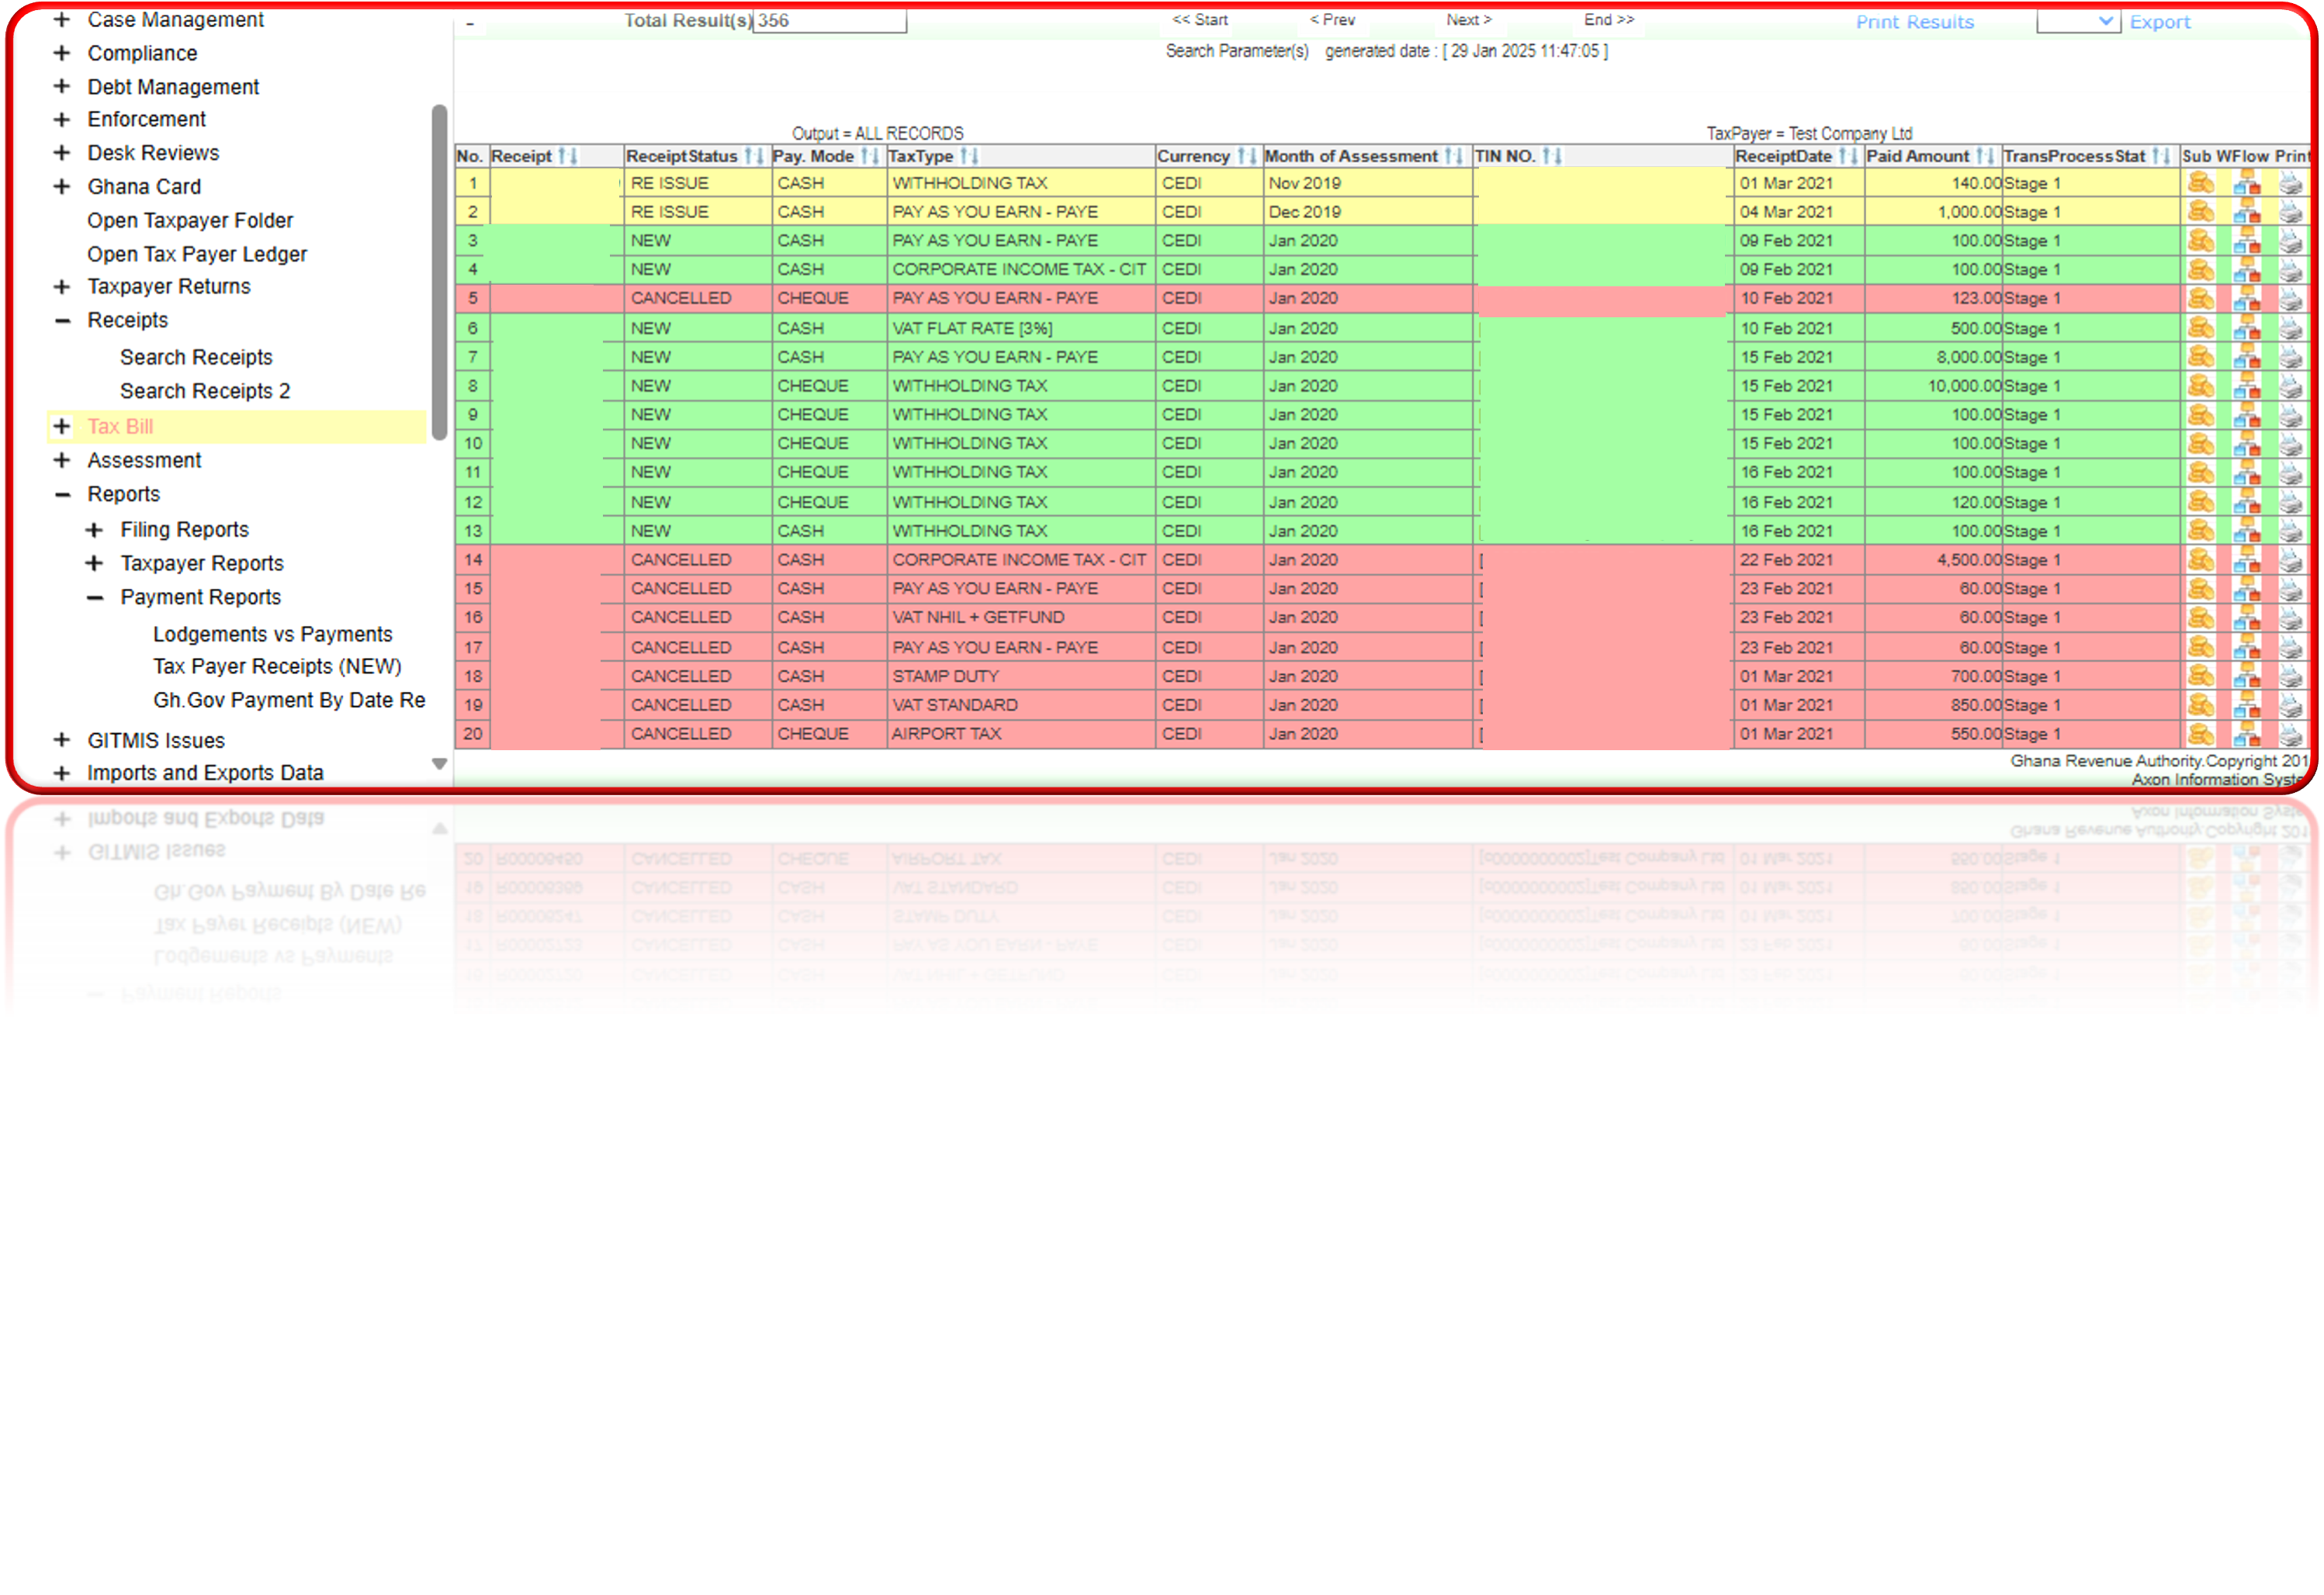 Case Management
Compliance
Debt Management
Enforcement
Desk Reviews
Ghana Card
Open Taxpayer Folder
Open Tax Payer Ledger
Taxpayer Returns
Receipts
Search Receipts
Search Receipts 2
Tax Bill
Assessment
Reports
Filing Reports
Taxpayer Reports
Payment Reports
Lodgements vs Payments
Tax Payer Receipts (NEW)
Gh.Gov Payment By Date Re
GITMIS Issues
Imports and Exports Data
Total Result(s) 356 << Start < Prev Next > End >> Print Results Export
Search Parameter(s) generated date : [ 29 Jan 2025 11:47:05 ]
Output = ALL RECORDS TaxPayer = Test Company Ltd
No. Receipt ReceiptStatus Pay. Mode TaxType Currency Month of Assessment TIN NO. ReceiptDate Paid Amount TransProcessStat Sub WFlow Print
1 RE ISSUE CASH WITHHOLDING TAX CEDI Nov 2019 01 Mar 2021 140.00 Stage 1
2 RE ISSUE CASH PAY AS YOU EARN - PAYE CEDI Dec 2019 04 Mar 2021 1,000.00 Stage 1
3 NEW CASH PAY AS YOU EARN - PAYE CEDI Jan 2020 09 Feb 2021 100.00 Stage 1
4 NEW CASH CORPORATE INCOME TAX - CIT CEDI Jan 2020 09 Feb 2021 100.00 Stage 1
5 CANCELLED CHEQUE PAY AS YOU EARN - PAYE CEDI Jan 2020 10 Feb 2021 123.00 Stage 1
6 NEW CASH VAT FLAT RATE [3%] CEDI Jan 2020 10 Feb 2021 500.00 Stage 1
7 NEW CASH PAY AS YOU EARN - PAYE CEDI Jan 2020 15 Feb 2021 8,000.00 Stage 1
8 NEW CHEQUE WITHHOLDING TAX CEDI Jan 2020 15 Feb 2021 10,000.00 Stage 1
9 NEW CHEQUE WITHHOLDING TAX CEDI Jan 2020 15 Feb 2021 100.00 Stage 1
10 NEW CHEQUE WITHHOLDING TAX CEDI Jan 2020 15 Feb 2021 100.00 Stage 1
11 NEW CHEQUE WITHHOLDING TAX CEDI Jan 2020 16 Feb 2021 100.00 Stage 1
12 NEW CHEQUE WITHHOLDING TAX CEDI Jan 2020 16 Feb 2021 120.00 Stage 1
13 NEW CASH WITHHOLDING TAX CEDI Jan 2020 16 Feb 2021 100.00 Stage 1
14 CANCELLED CASH CORPORATE INCOME TAX - CIT CEDI Jan 2020 22 Feb 2021 4,500.00 Stage 1
15 CANCELLED CASH PAY AS YOU EARN - PAYE CEDI Jan 2020 23 Feb 2021 60.00 Stage 1
16 CANCELLED CASH VAT NHIL + GETFUND CEDI Jan 2020 23 Feb 2021 60.00 Stage 1
17 CANCELLED CASH PAY AS YOU EARN - PAYE CEDI Jan 2020 23 Feb 2021 60.00 Stage 1
18 CANCELLED CASH STAMP DUTY CEDI Jan 2020 01 Mar 2021 700.00 Stage 1
19 CANCELLED CASH VAT STANDARD CEDI Jan 2020 01 Mar 2021 850.00 Stage 1
20 CANCELLED CHEQUE AIRPORT TAX CEDI Jan 2020 01 Mar 2021 550.00 Stage 1
Ghana Revenue Authority.Copyright 201
Axon Information Syste